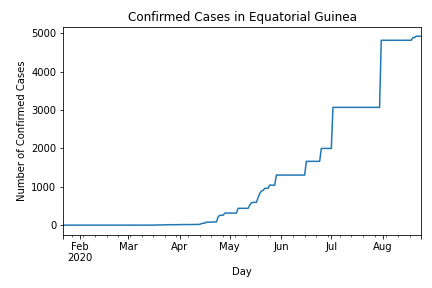 Confirmed Cases in Equatorial Guinea
5000
4000
3000
2000
1000
0
Number of Confirmed Cases
Feb
2020
Mar
Apr
May
Jun
Jul
Aug
Day